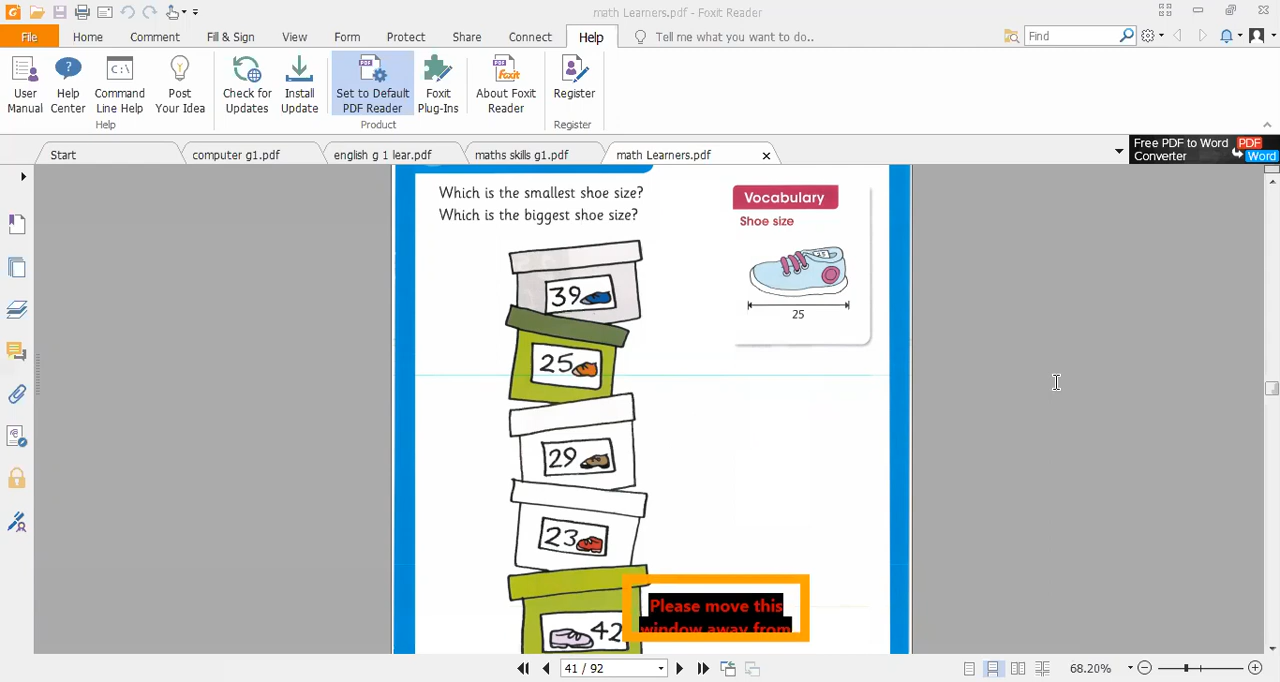 math Learners.pdf - Foxit Reader
File Home Comment Fill & Sign View Form Protect Share Connect Help Tell me what you want to do.. Find
User Manual
Help Center
Command Line Help
Post Your Idea
Check for Updates
Install Update
Set to Default PDF Reader
Foxit Plug-Ins
About Foxit Reader
Register
Help Product Register
Start computer g1.pdf english g 1 lear.pdf maths skills g1.pdf math Learners.pdf
Free PDF to Word PDF
Converter Word
Which is the smallest shoe size?
Which is the biggest shoe size?
Vocabulary
Shoe size
25
39
25
29
23
42
Please move this
window away from
41 / 92
68.20%